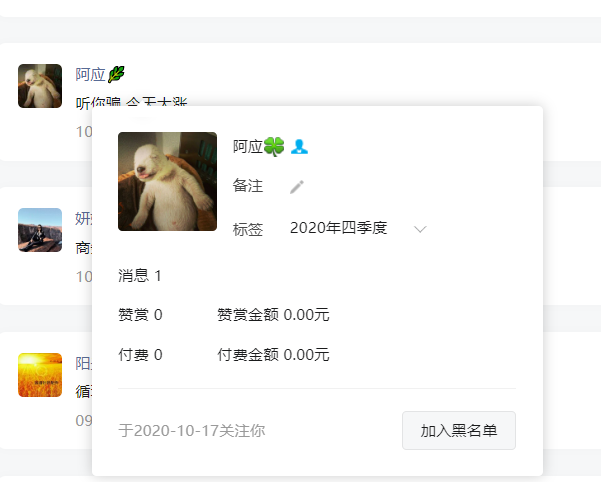 阿应
听你骗 今天大涨
10
阿应
备注
标签 2020年四季度
消息 1
赞赏 0 赞赏金额 0.00元
付费 0 付费金额 0.00元
于2020-10-17关注你 加入黑名单
妍
商
10
阳
循
09